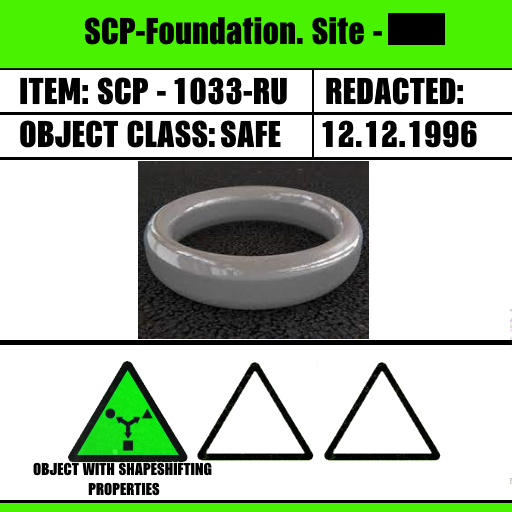 SCP-Foundation. Site -
ITEM: SCP - 1033-RU
REDACTED:
OBJECT CLASS: SAFE
12.12.1996
OBJECT WITH SHAPESHIFTING
PROPERTIES